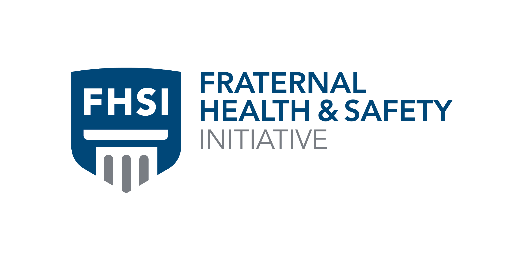 FHSI
FRATERNAL
HEALTH & SAFETY
INITIATIVE